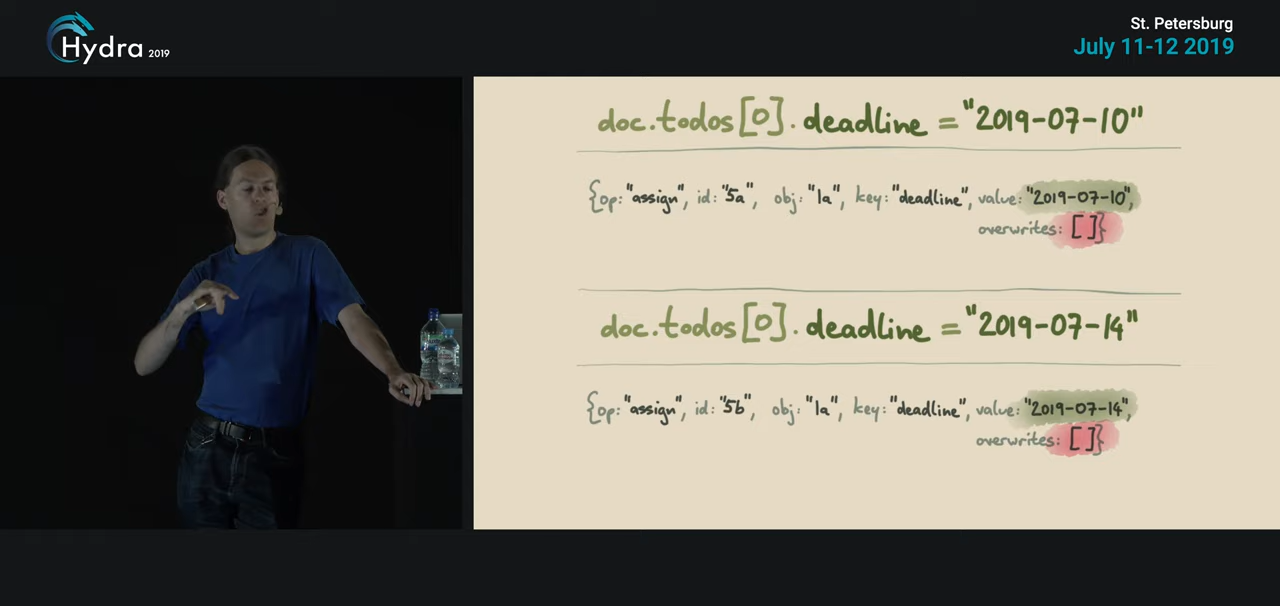 Hydra 2019
St. Petersburg
July 11-12 2019
doc.todos[0].deadline = "2019-07-10"
{op: "assign", id: "5a", obj: "1a", key: "deadline", value: "2019-07-10",
overwrites: []}
doc.todos[0].deadline = "2019-07-14"
{op: "assign", id: "5b", obj: "1a", key: "deadline", value: "2019-07-14",
overwrites: []}